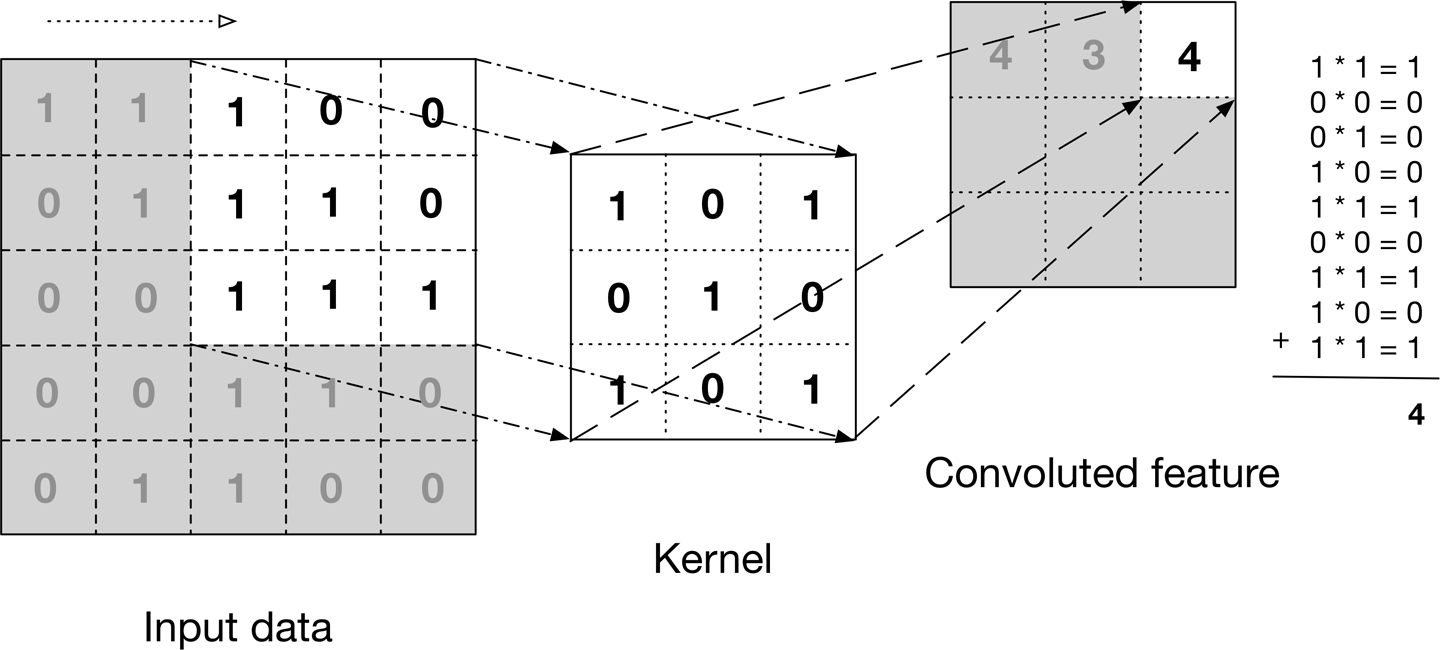 1 1 1 0 0
0 1 1 1 0
0 0 1 1 1
0 0 1 1 0
0 1 1 0 0
Input data
1 0 1
0 1 0
1 0 1
Kernel
4 3 4
Convoluted feature
1 * 1 = 1
0 * 0 = 0
0 * 1 = 0
1 * 0 = 0
1 * 1 = 1
0 * 0 = 0
1 * 1 = 1
1 * 0 = 0
+ 1 * 1 = 1
4